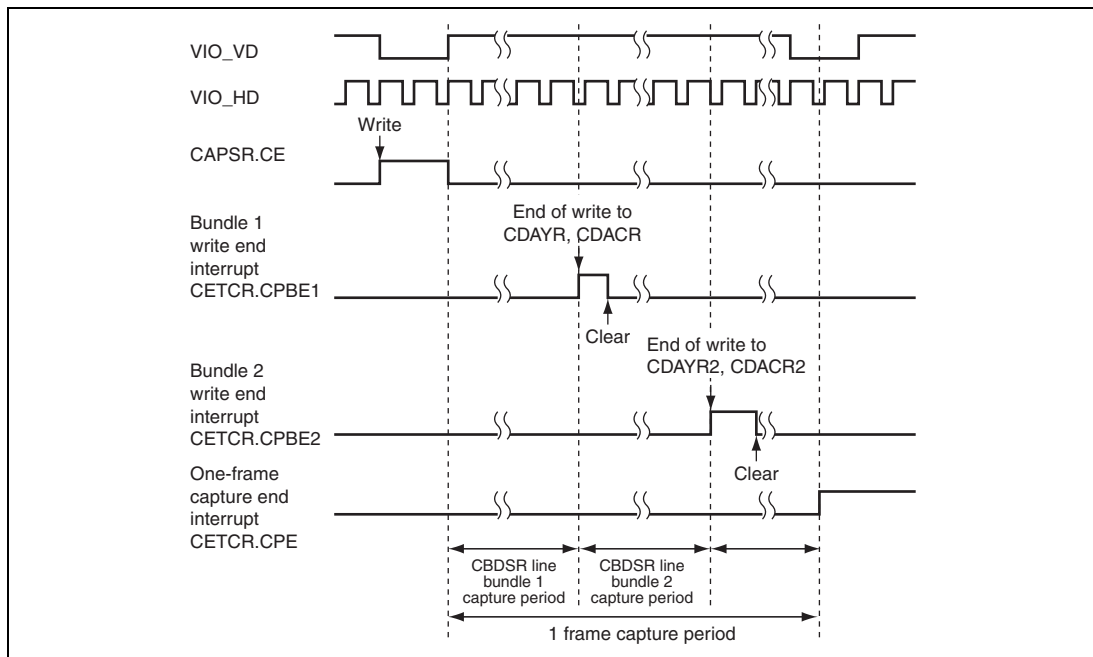 VIO_VD
VIO_HD
Write
CAPSR.CE
End of write to
CDAYR, CDACR
Bundle 1
write end
interrupt
CETCR.CPBE1
Clear
End of write to
CDAYR2, CDACR2
Bundle 2
write end
interrupt
CETCR.CPBE2
Clear
One-frame
capture end
interrupt
CETCR.CPE
CBDSR line
bundle 1
capture period
CBDSR line
bundle 2
capture period
1 frame capture period